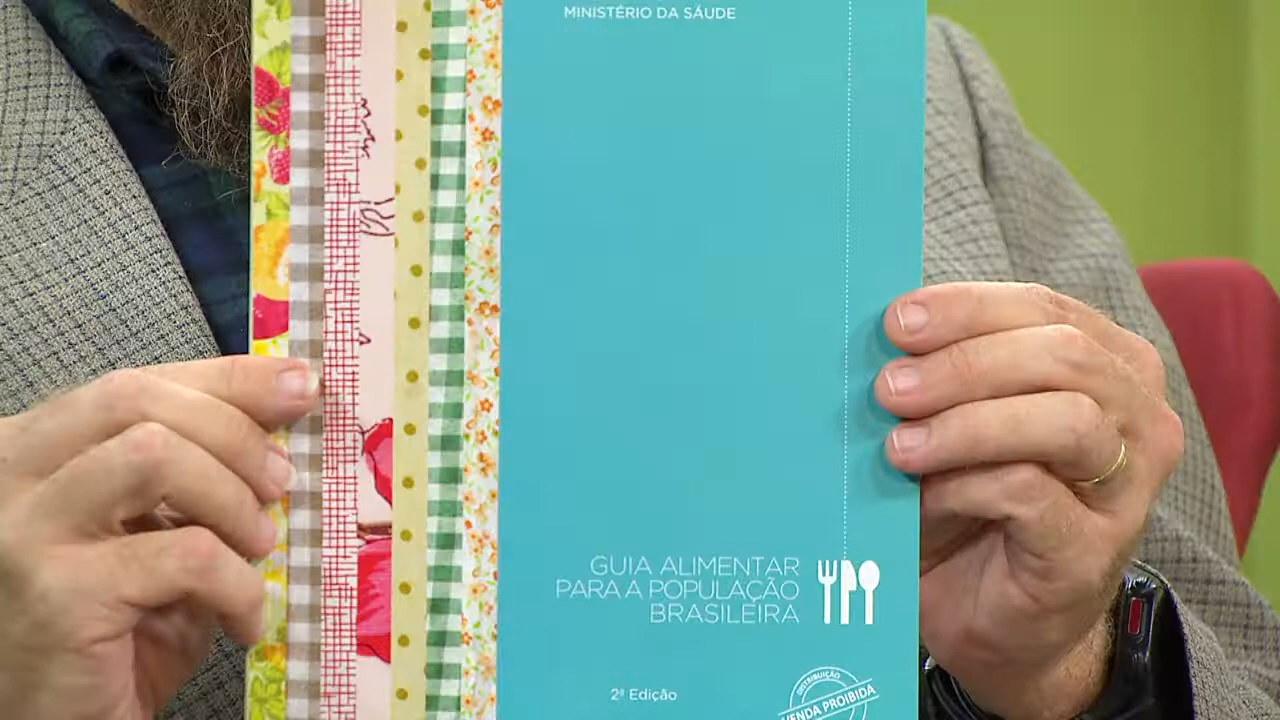 MINISTÉRIO DA SÁUDE
GUIA ALIMENTAR
PARA A POPULAÇÃO
BRASILEIRA
2ª Edição
DISTRIBUIÇÃO
VENDA PROIBIDA